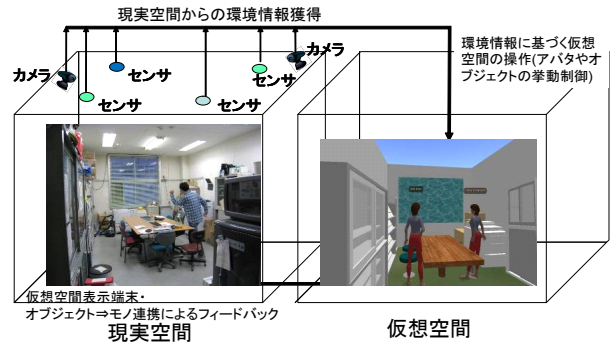 現実空間からの環境情報獲得
環境情報に基づく仮想
空間の操作(アバタやオ
ブジェクトの挙動制御)
カメラ
センサ
センサ
カメラ
センサ
センサ
仮想空間表示端末・
オブジェクト⇒モノ連携によるフィードバック
現実空間
仮想空間